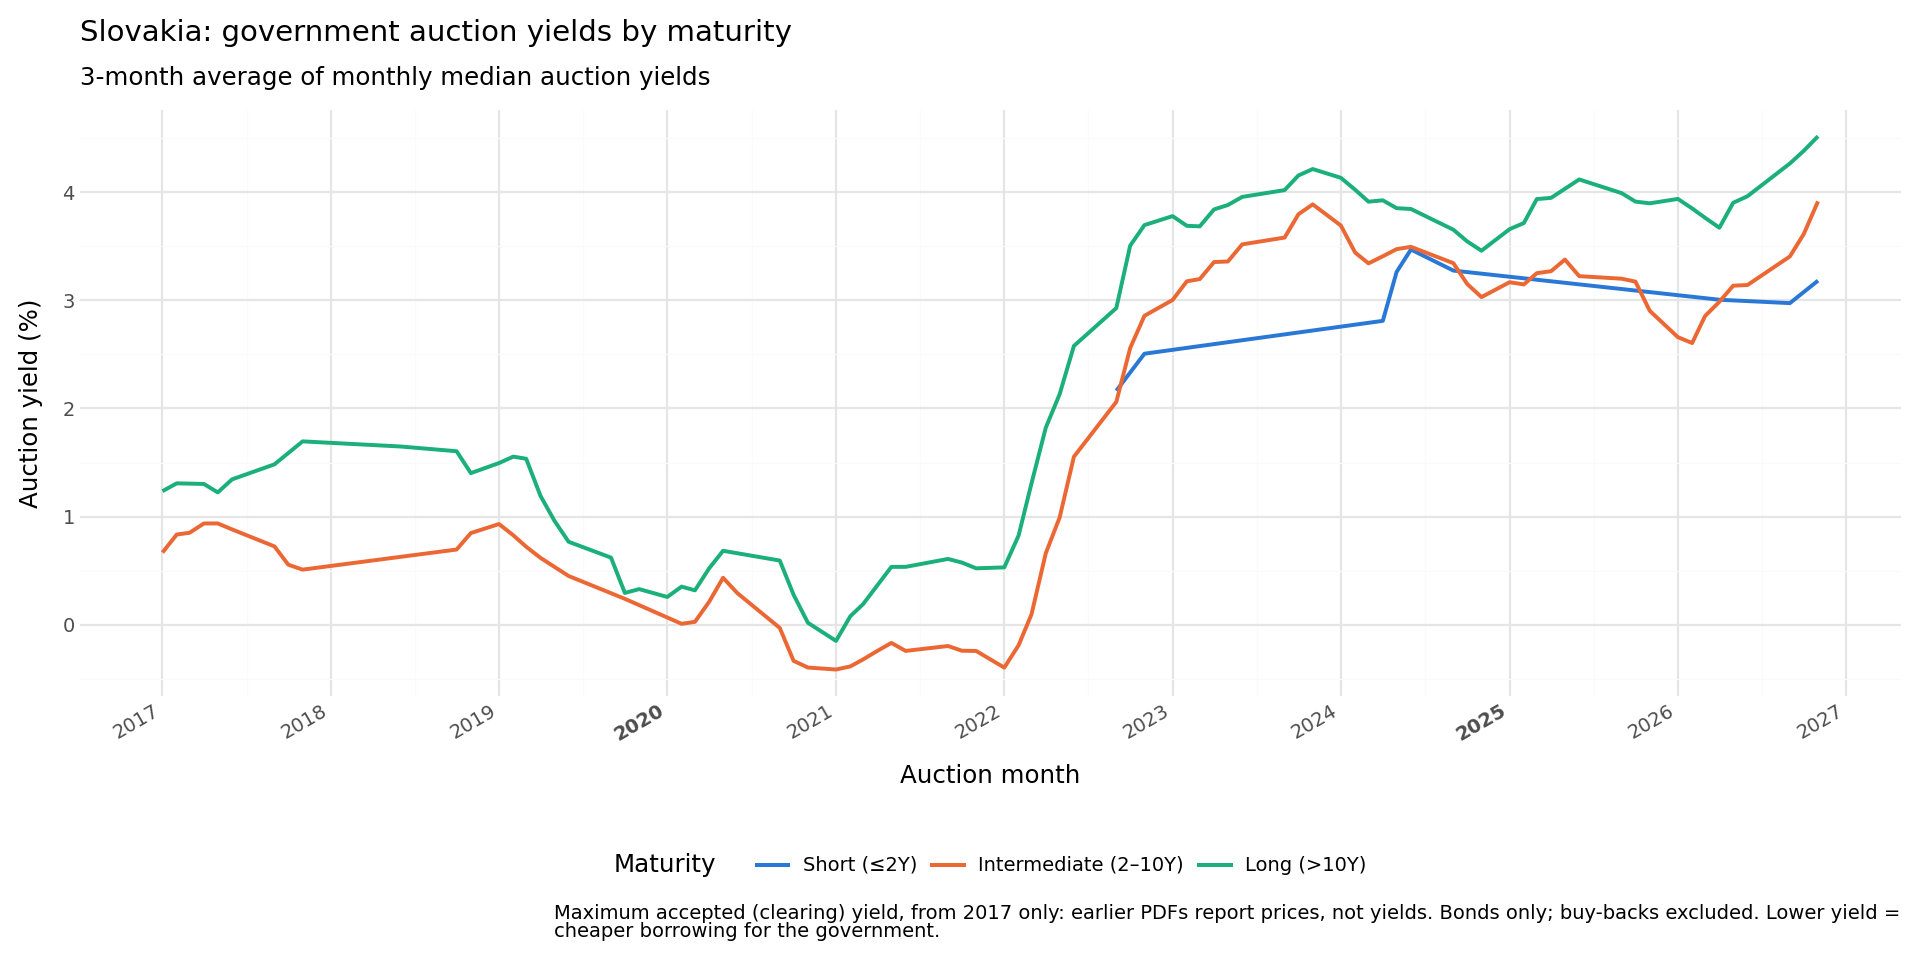 Slovakia: government auction yields by maturity
3-month average of monthly median auction yields
Auction yield (%)
4
3
2
1
0
2017
2018
2019
2020
2021
2022
2023
2024
2025
2026
2027
Auction month
Maturity
Short (≤2Y)
Intermediate (2–10Y)
Long (>10Y)
Maximum accepted (clearing) yield, from 2017 only: earlier PDFs report prices, not yields. Bonds only; buy-backs excluded. Lower yield =
cheaper borrowing for the government.